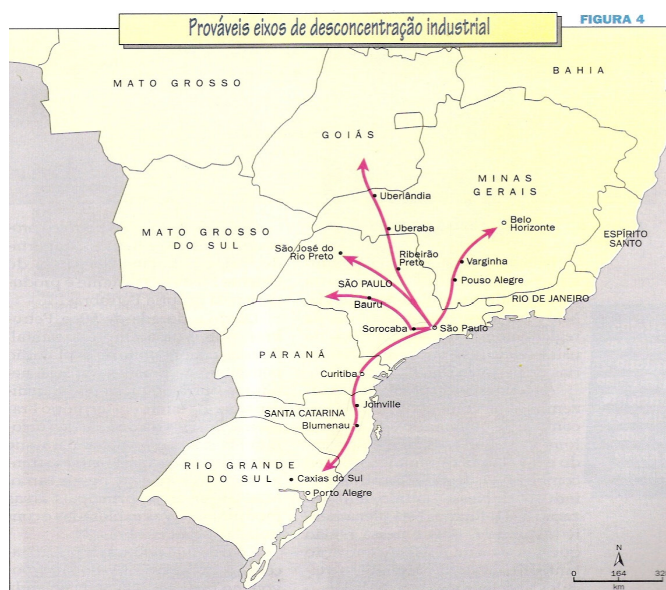 Prováveis eixos de desconcentração industrial
FIGURA 4
MATO GROSSO
BAHIA
GOIÁS
MINAS
GERAIS
Uberlândia
Belo
Horizonte
Uberaba
MATO GROSSO
DO SUL
ESPÍRITO
SANTO
São José do
Rio Preto
Ribeirão
Preto
Varginha
SÃO PAULO
Pouso Alegre
Bauru
RIO DE JANEIRO
Sorocaba
São Paulo
PARANÁ
Curitiba
Joinville
SANTA CATARINA
Blumenau
RIO GRANDE
DO SUL
Caxias do Sul
Porto Alegre
N
0 164 32
km